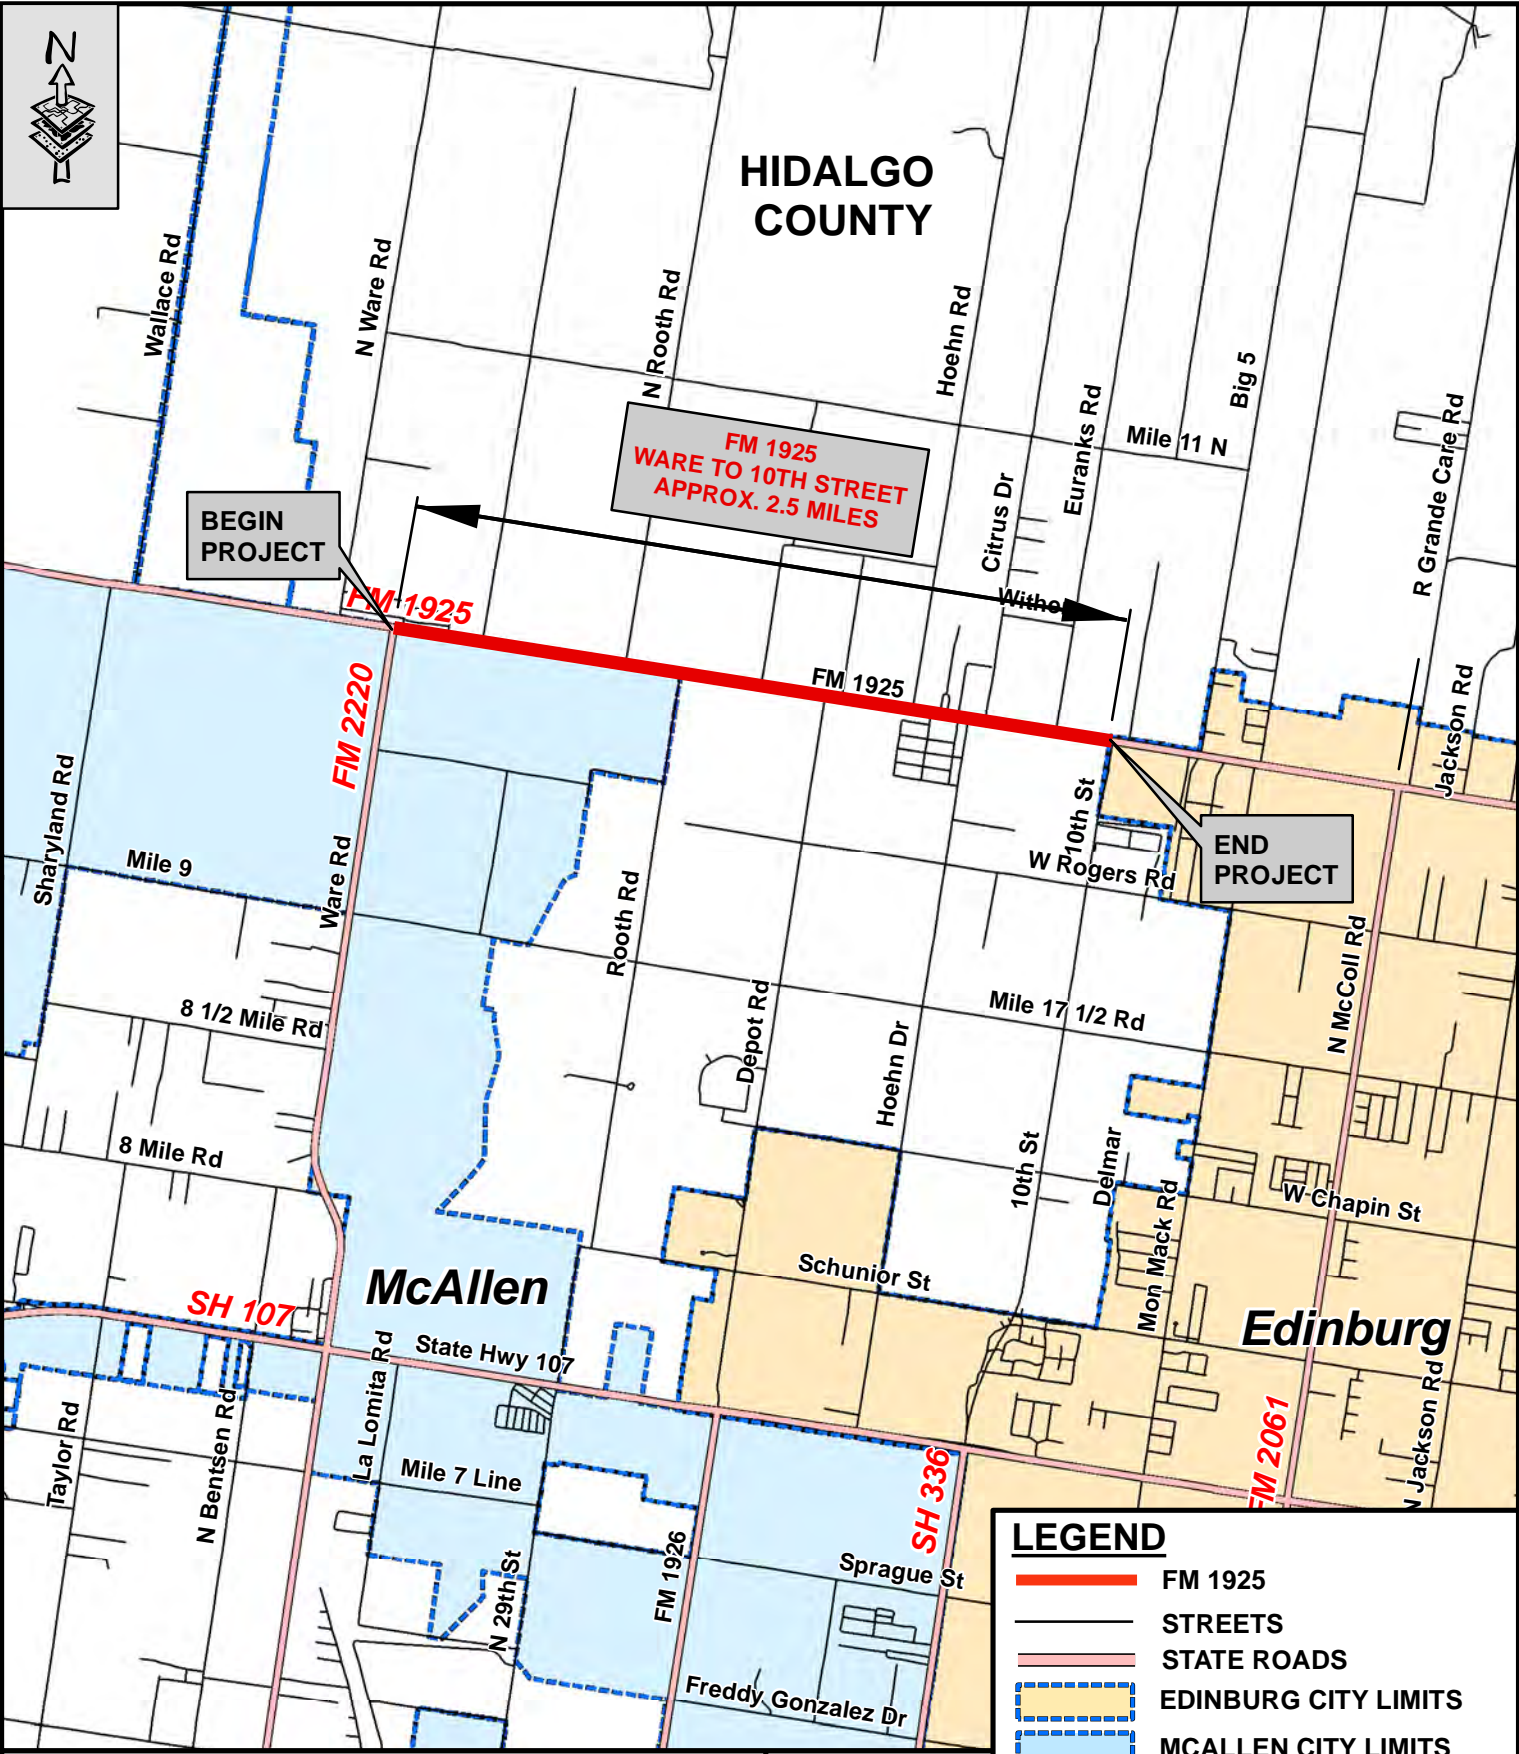 N
HIDALGO
COUNTY
Wallace Rd
N Ware Rd
N Rooth Rd
Hoehn Rd
Big 5
Euranks Rd
Mile 11 N
R Grande Care Rd
Citrus Dr
FM 1925
WARE TO 10TH STREET
APPROX. 2.5 MILES
BEGIN
PROJECT
FM 1925
FM 1925
FM 2220
Jackson Rd
Sharyland Rd
10th St
END
PROJECT
Mile 9
Ware Rd
W Rogers Rd
Rooth Rd
N McColl Rd
8 1/2 Mile Rd
Depot Rd
Mile 17 1/2 Rd
Hoehn Dr
8 Mile Rd
10th St
Delmar
Mon Mack Rd
W Chapin St
Schunior St
McAllen
SH 107
Edinburg
State Hwy 107
La Lomita Rd
Taylor Rd
N Bentsen Rd
Mile 7 Line
N 29th St
FM 1926
SH 336
FM 2061
N Jackson Rd
Sprague St
Freddy Gonzalez Dr
LEGEND
FM 1925
STREETS
STATE ROADS
EDINBURG CITY LIMITS
MCALLEN CITY LIMITS